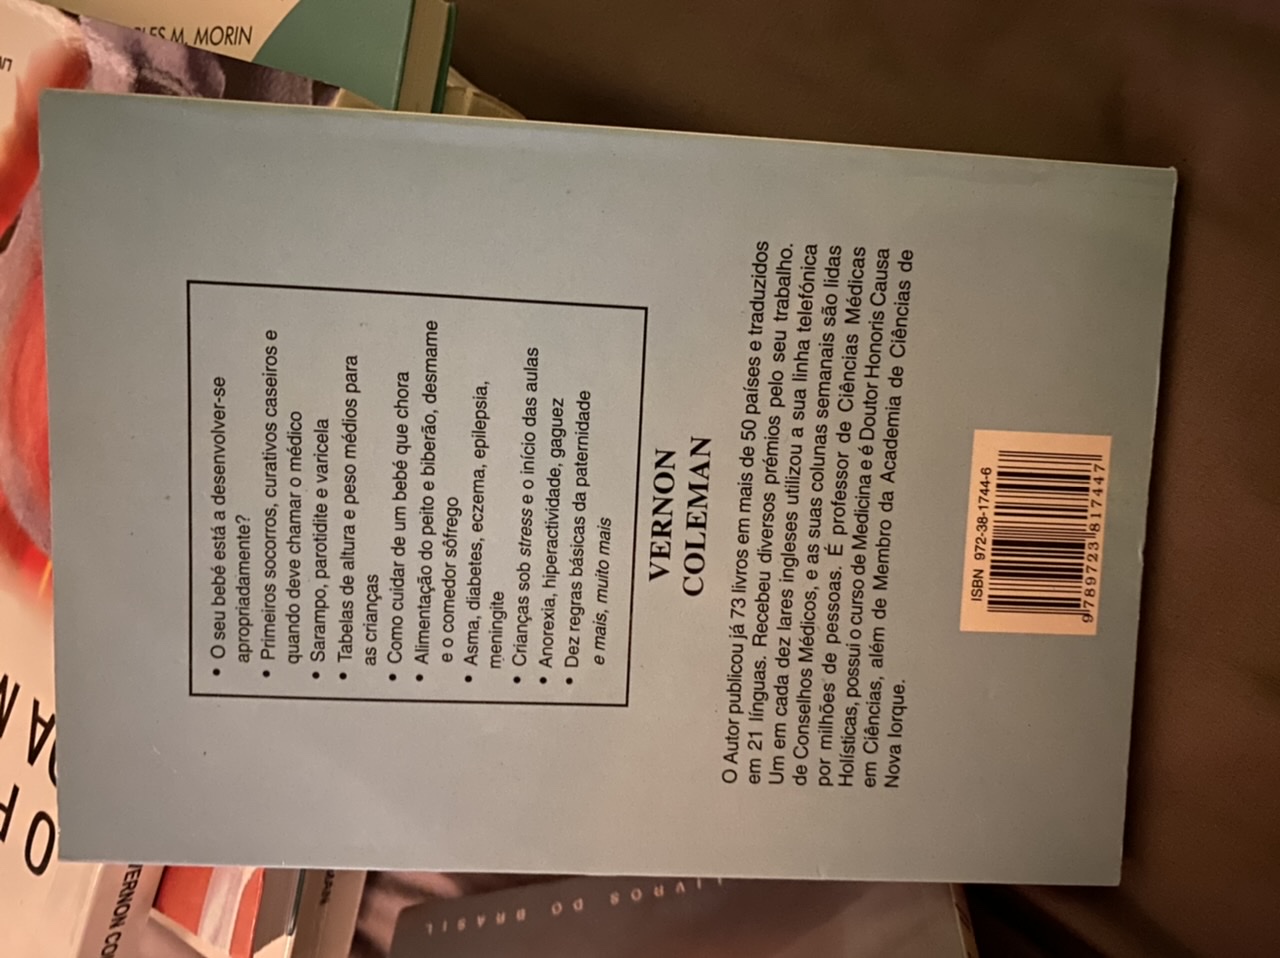 • O seu bebé está a desenvolver-se
apropriadamente?
• Primeiros socorros, curativos caseiros e
quando deve chamar o médico
• Sarampo, parotidite e varicela
• Tabelas de altura e peso médios para
as crianças
• Como cuidar de um bebé que chora
• Alimentação do peito e biberão, desmame
e o comedor sôfrego
• Asma, diabetes, eczema, epilepsia,
meningite
• Crianças sob stress e o início das aulas
• Anorexia, hiperactividade, gaguez
• Dez regras básicas da paternidade
e mais, muito mais
VERNON
COLEMAN
O Autor publicou já 73 livros em mais de 50 países e traduzidos
em 21 línguas. Recebeu diversos prémios pelo seu trabalho.
Um em cada dez lares ingleses utilizou a sua linha telefónica
de Conselhos Médicos, e as suas colunas semanais são lidas
por milhões de pessoas. É professor de Ciências Médicas
Holísticas, possui o curso de Medicina e é Doutor Honoris Causa
em Ciências, além de Membro da Academia de Ciências de
Nova Iorque.
ISBN 972-38-1744-6
9 789723 817447
M. MORIN
VERNON
LIVROS DO BRASIL